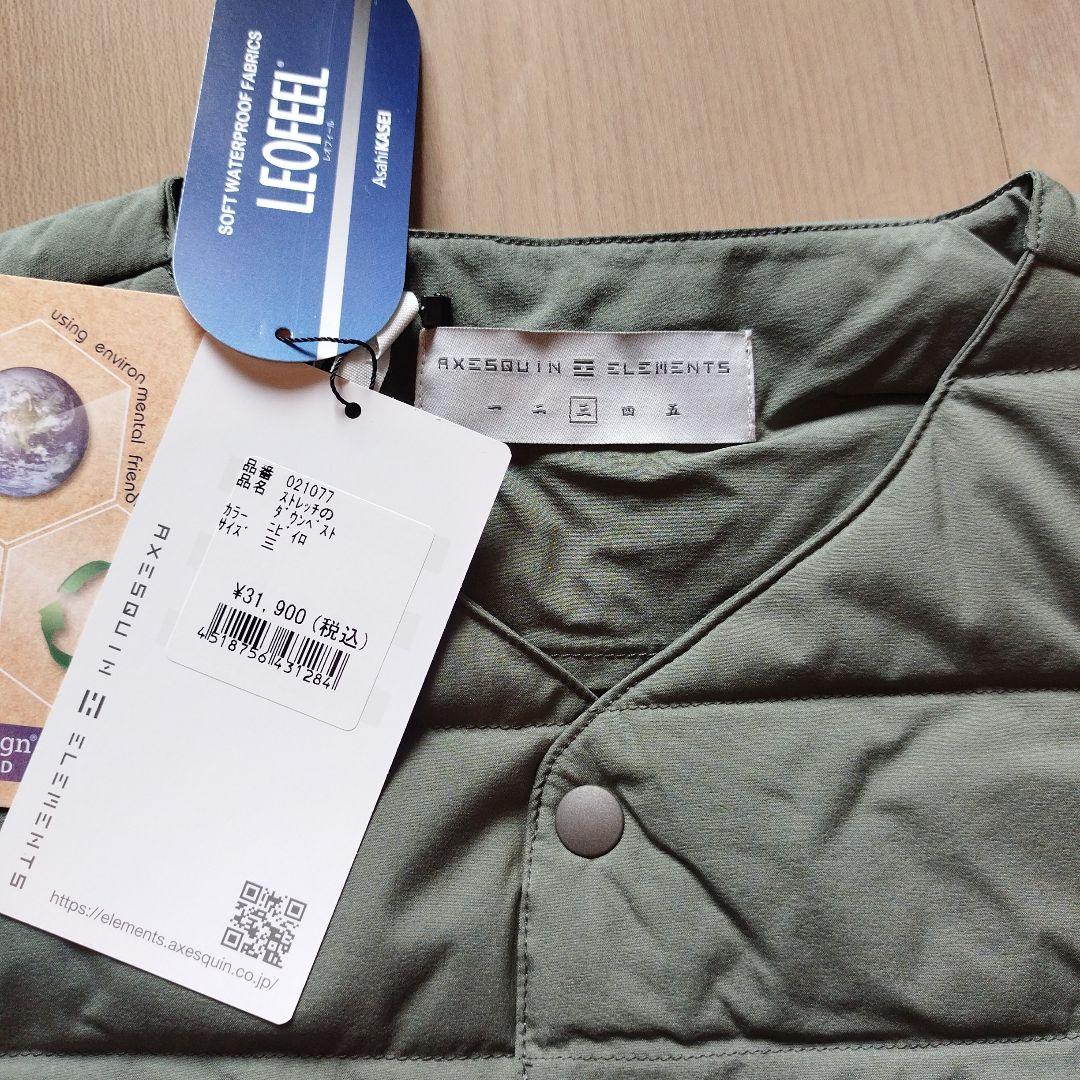 SOFT WATERPROOF FABRICS
LEOFEEL®
レオフィール
AsahiKASEI
using environmental friend
AXESQUIN ELEMENTS
一 二 三 四 五
品番 021077
品名 ストレッチの
ダウンベスト
カラー ニビイロ
サイズ 三
¥31,900(税込)
4518756431284
AXESQUIN ELEMENTS
https://elements.axesquin.co.jp/
gn®
D